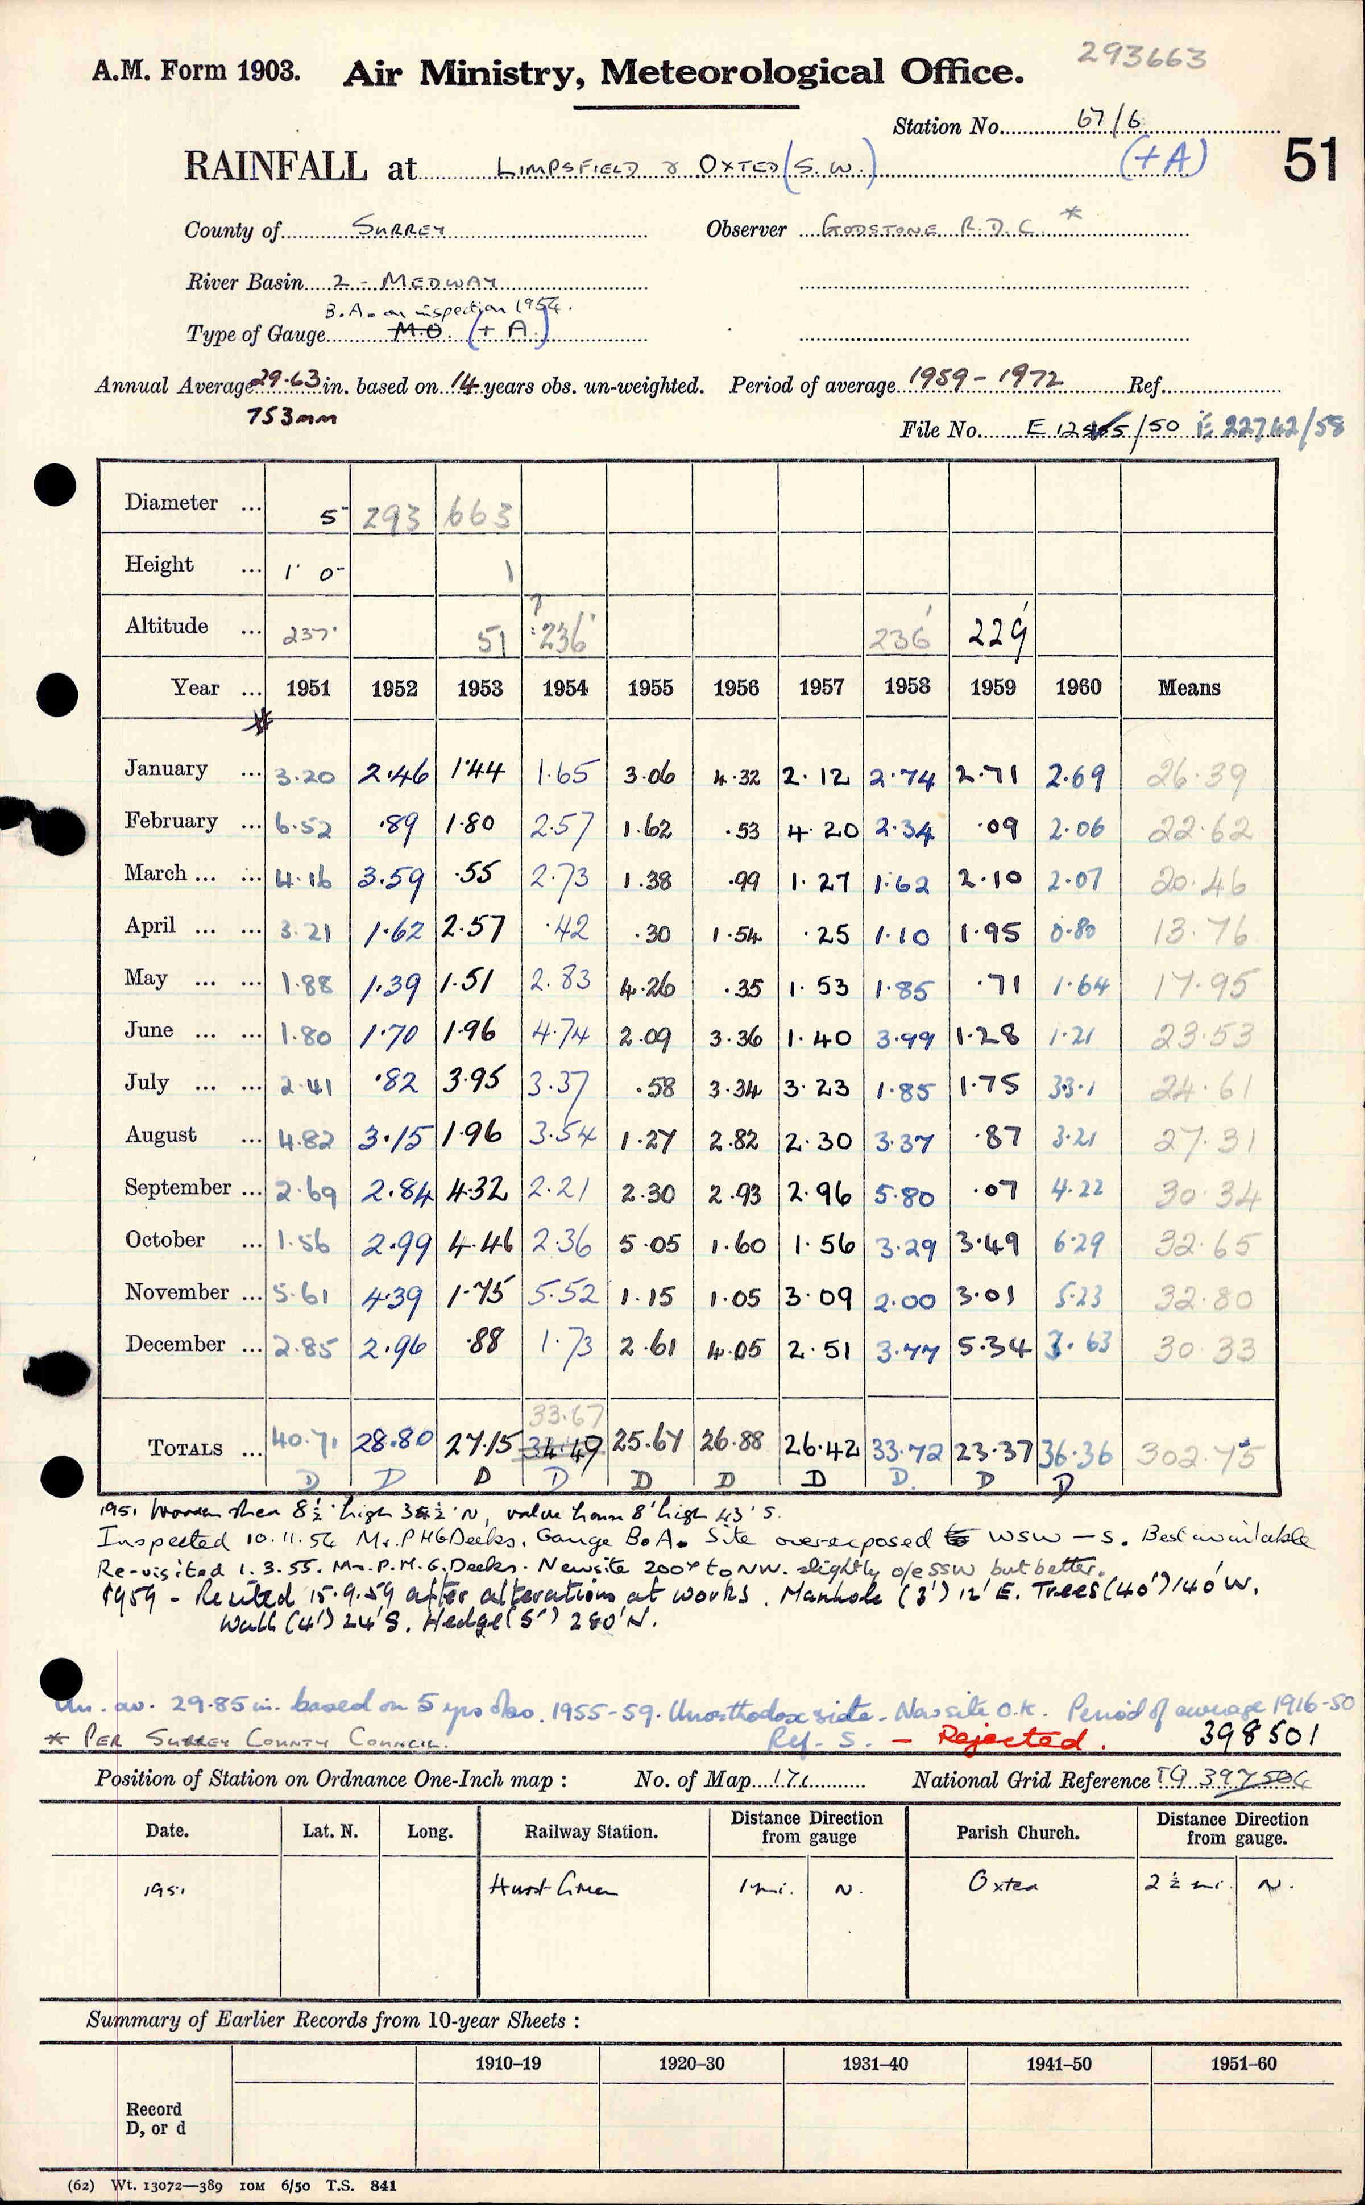 293663
A.M. Form 1903. Air Ministry, Meteorological Office.
Station No. 67/6
RAINFALL at LIMPSFIELD & OXTED (S.W.) (+A) 51
County of SURREY Observer GODSTONE R.D.C. *
River Basin 2 - MEDWAY
B.A. on inspection 1954.
Type of Gauge M.O. (+ A.)
Annual Average 29.63 in. based on 14 years obs. un-weighted. Period of average 1959-1972 Ref.
753mm
File No. E 12455/50 E 22762/58
Diameter ... 5" 293 663
Height ... 1' 0" 1
Altitude ... 237' 51 ? 236' 236' 229'
Year ... 1951 1952 1953 1954 1955 1956 1957 1958 1959 1960 Means
January ... 3.20 2.46 1.44 1.65 3.06 4.32 2.12 2.74 2.71 2.69 26.39
February ... 6.52 .89 1.80 2.57 1.62 .53 4.20 2.34 .09 2.06 22.62
March ... ... 4.16 3.59 .55 2.73 1.38 .99 1.27 1.62 2.10 2.07 20.46
April ... ... 3.21 1.62 2.57 .42 .30 1.54 .25 1.10 1.95 0.80 13.76
May ... ... 1.88 1.39 1.51 2.83 4.26 .35 1.53 1.85 .71 1.64 17.95
June ... ... 1.80 1.70 1.96 4.74 2.09 3.36 1.40 3.99 1.28 1.21 23.53
July ... ... 2.41 .82 3.95 3.37 .58 3.34 3.23 1.85 1.75 33.1 24.61
August ... 4.82 3.15 1.96 3.54 1.27 2.82 2.30 3.37 .87 3.21 27.31
September ... 2.69 2.84 4.32 2.21 2.30 2.93 2.96 5.80 .07 4.22 30.34
October ... 1.56 2.99 4.46 2.36 5.05 1.60 1.56 3.29 3.49 6.29 32.65
November ... 5.61 4.39 1.75 5.52 1.15 1.05 3.09 2.00 3.01 5.23 32.80
December ... 2.85 2.96 .88 1.73 2.61 4.05 2.51 3.77 5.34 3.63 30.33
33.67
TOTALS ... 40.71 28.80 27.15 34.49 25.67 26.88 26.42 33.72 23.37 36.36 302.75
D D D D D D D D. D D
1951 Wooden shed 8½' high 35½' N, valve house 8' high 43' S.
Inspected 10.11.54 Mr. P.H.G.Deeks. Gauge B.A. Site overexposed to WSW - S. Best available
Re-visited 1.3.55. Mr. P.H.G.Deeks. New site 200Y to NW. slightly o/e SSW but better.
1959 - Re-sited 15.9.59 after alterations at works. Manhole (3') 12' E. Trees (40') 140' W.
Wall (4') 24' S. Hedge (5') 280' N.
Un. av. 29.85 in. based on 5 yrs obs. 1955-59. Unorthodox site. New site O.K. Period of average 1916-50
* PER SURREY COUNTY COUNCIL. Ref. S. - Rejected. 398501
Position of Station on Ordnance One-Inch map : No. of Map 171 National Grid Reference TQ 397506
Date. Lat. N. Long. Railway Station. Distance Direction from gauge Parish Church. Distance Direction from gauge.
1951 Hurst Green 1 mi. N. Oxted 2½ mi. N.
Summary of Earlier Records from 10-year Sheets :
1910–19 1920–30 1931–40 1941–50 1951–60
Record
D, or d
(62) Wt. 13072—389 10M 6/50 T.S. 841